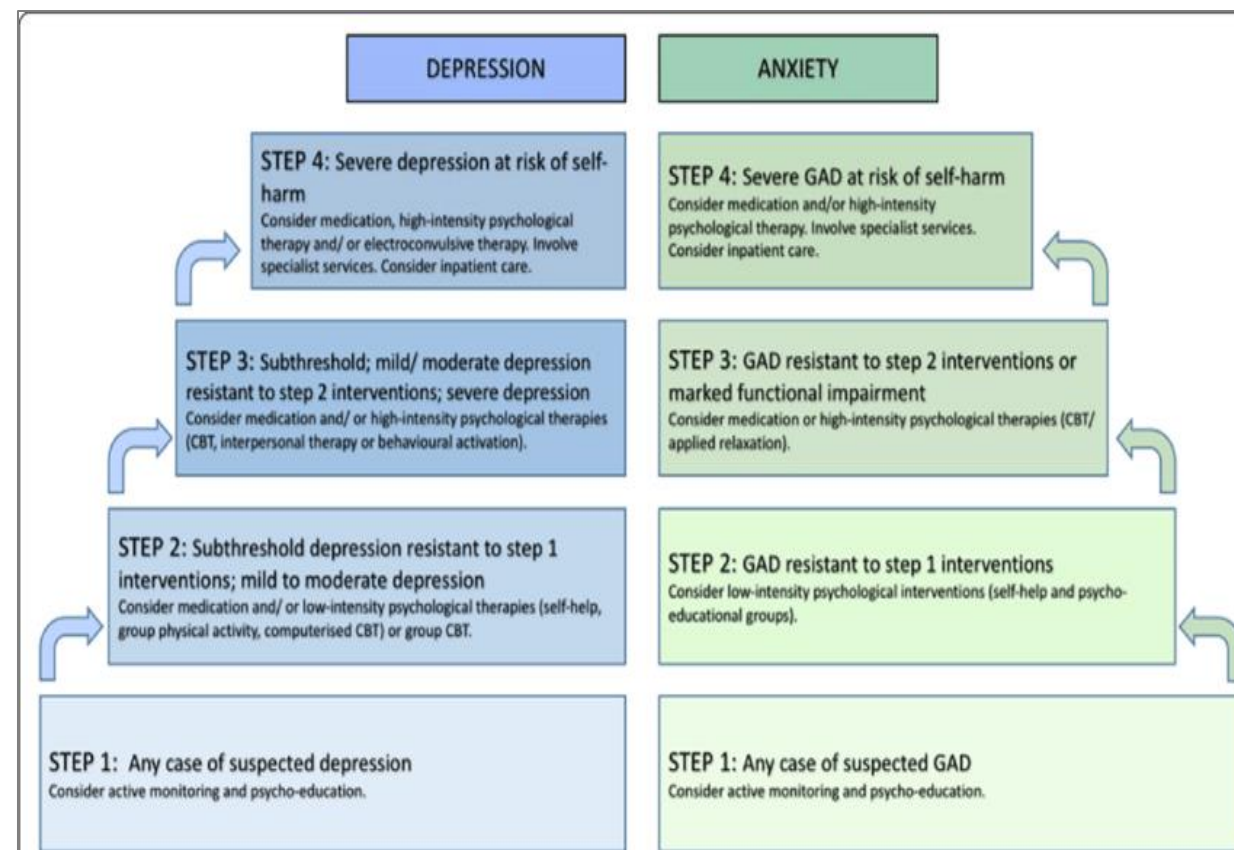 DEPRESSION
STEP 4: Severe depression at risk of self-
harm
Consider medication, high-intensity psychological
therapy and/ or electroconvulsive therapy. Involve
specialist services. Consider inpatient care.
STEP 3: Subthreshold; mild/ moderate depression
resistant to step 2 interventions; severe depression
Consider medication and/ or high-intensity psychological therapies
(CBT, interpersonal therapy or behavioural activation).
STEP 2: Subthreshold depression resistant to step 1
interventions; mild to moderate depression
Consider medication and/ or low-intensity psychological therapies (self-help,
group physical activity, computerised CBT) or group CBT.
STEP 1: Any case of suspected depression
Consider active monitoring and psycho-education.
ANXIETY
STEP 4: Severe GAD at risk of self-harm
Consider medication and/or high-intensity
psychological therapy. Involve specialist services.
Consider inpatient care.
STEP 3: GAD resistant to step 2 interventions or
marked functional impairment
Consider medication or high-intensity psychological therapies (CBT/
applied relaxation).
STEP 2: GAD resistant to step 1 interventions
Consider low-intensity psychological interventions (self-help and psycho-
educational groups).
STEP 1: Any case of suspected GAD
Consider active monitoring and psycho-education.